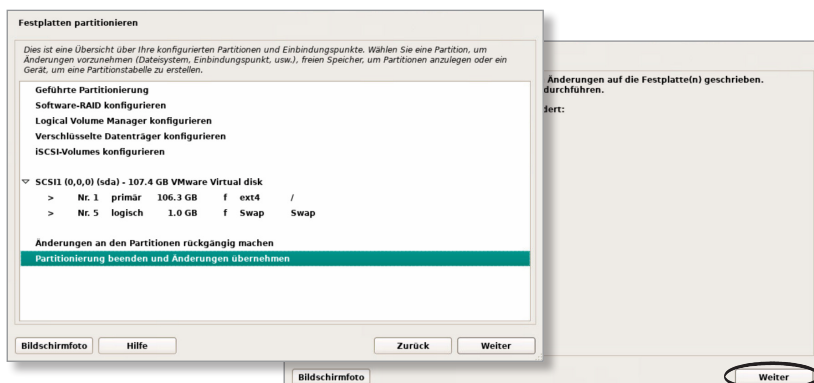 Festplatten partitionieren
Dies ist eine Übersicht über Ihre konfigurierten Partitionen und Einbindungspunkte. Wählen Sie eine Partition, um
Änderungen vorzunehmen (Dateisystem, Einbindungspunkt, usw.), freien Speicher, um Partitionen anzulegen oder ein
Gerät, um eine Partitionstabelle zu erstellen.
Geführte Partitionierung
Software-RAID konfigurieren
Logical Volume Manager konfigurieren
Verschlüsselte Datenträger konfigurieren
iSCSI-Volumes konfigurieren
SCSI1 (0,0,0) (sda) - 107.4 GB VMware Virtual disk
> Nr. 1 primär 106.3 GB f ext4 /
> Nr. 5 logisch 1.0 GB f Swap Swap
Änderungen an den Partitionen rückgängig machen
Partitionierung beenden und Änderungen übernehmen
Bildschirmfoto Hilfe Zurück Weiter
Änderungen auf die Festplatte(n) geschrieben.
durchführen.
dert:
Bildschirmfoto Weiter